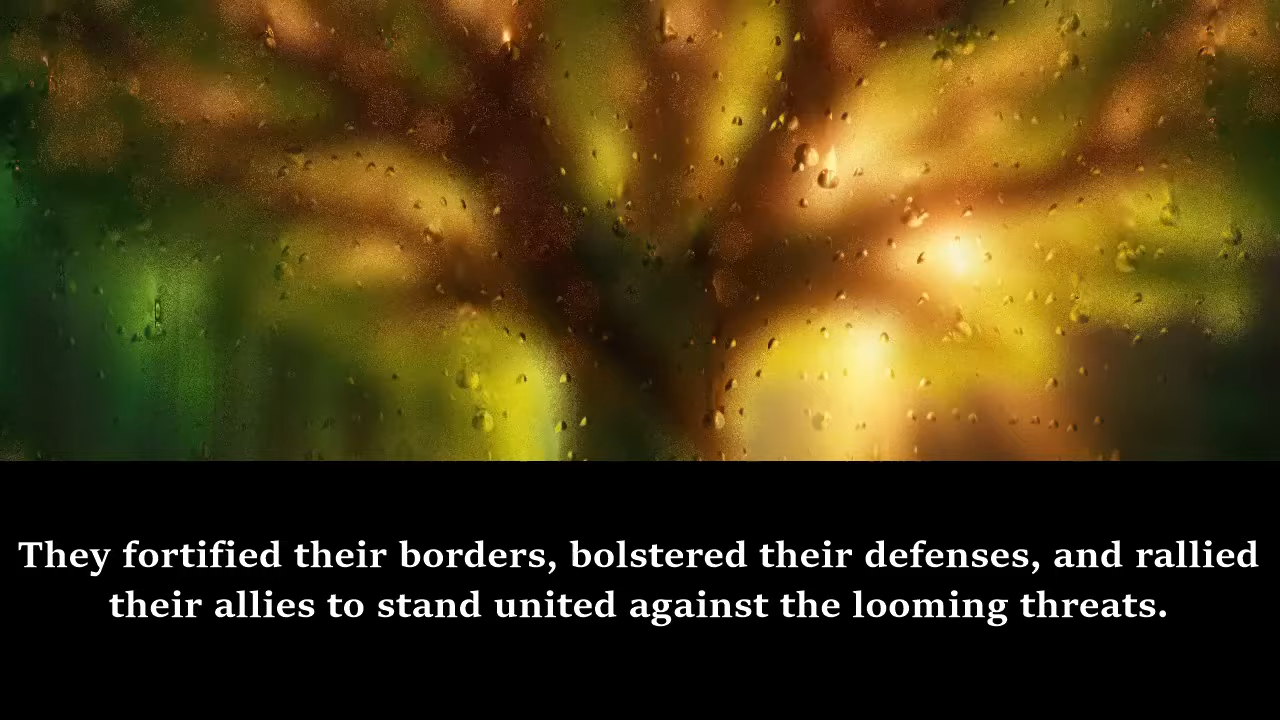 They fortified their borders, bolstered their defenses, and rallied
their allies to stand united against the looming threats.